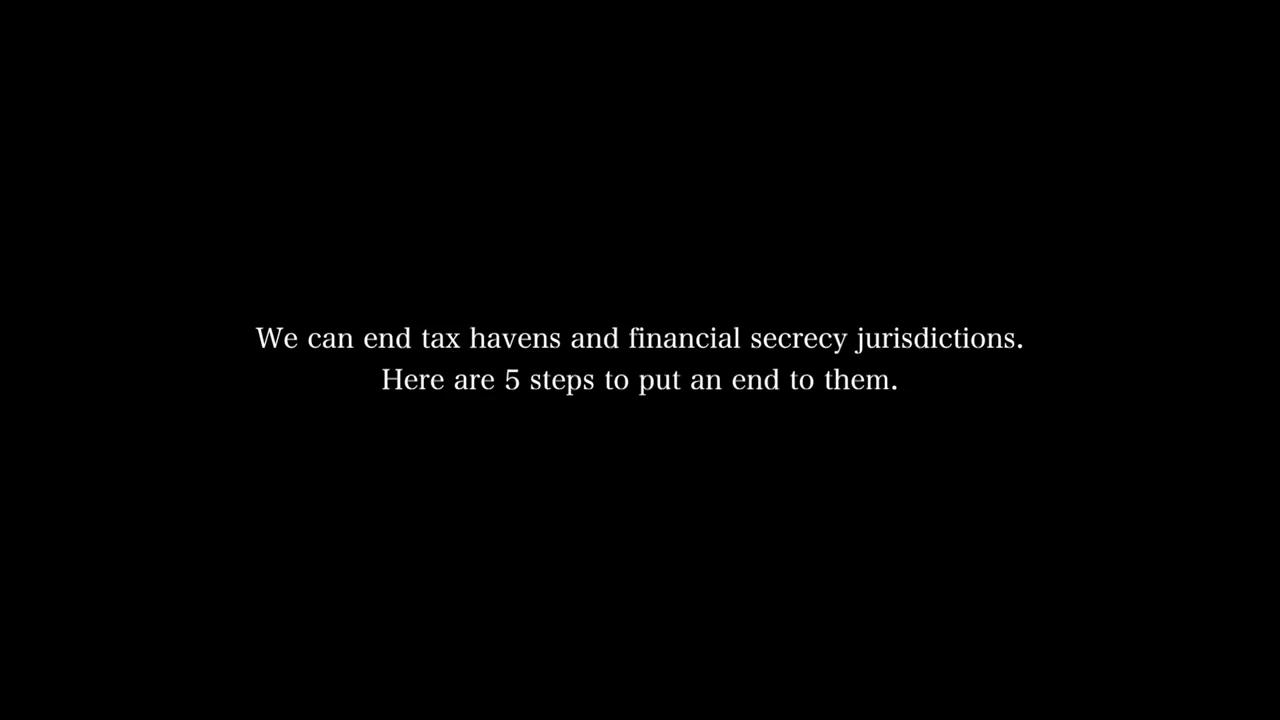 We can end tax havens and financial secrecy jurisdictions.
Here are 5 steps to put an end to them.